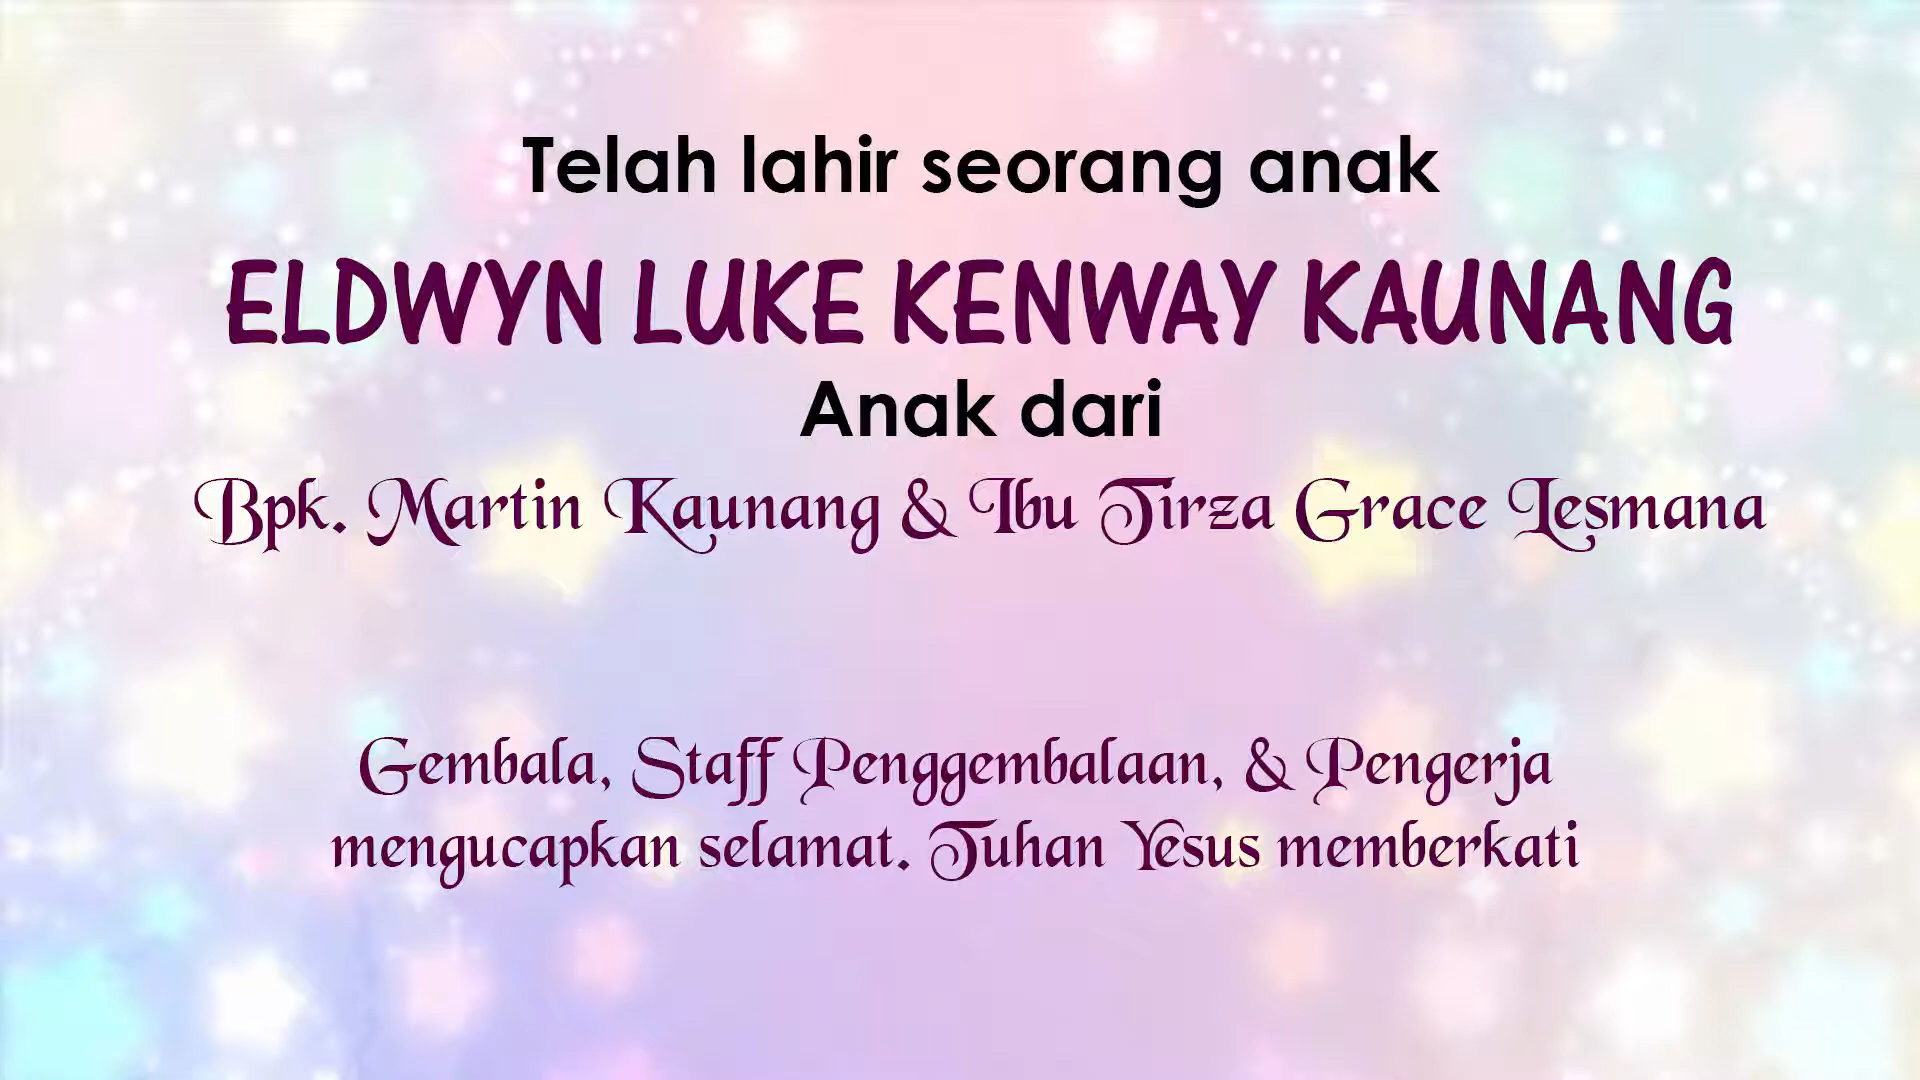 Telah lahir seorang anak
ELDWYN LUKE KENWAY KAUNANG
Anak dari
Bpk. Martin Kaunang & Ibu Tirza Grace Lesmana
Gembala, Staff Penggembalaan, & Pengerja
mengucapkan selamat. Tuhan Yesus memberkati